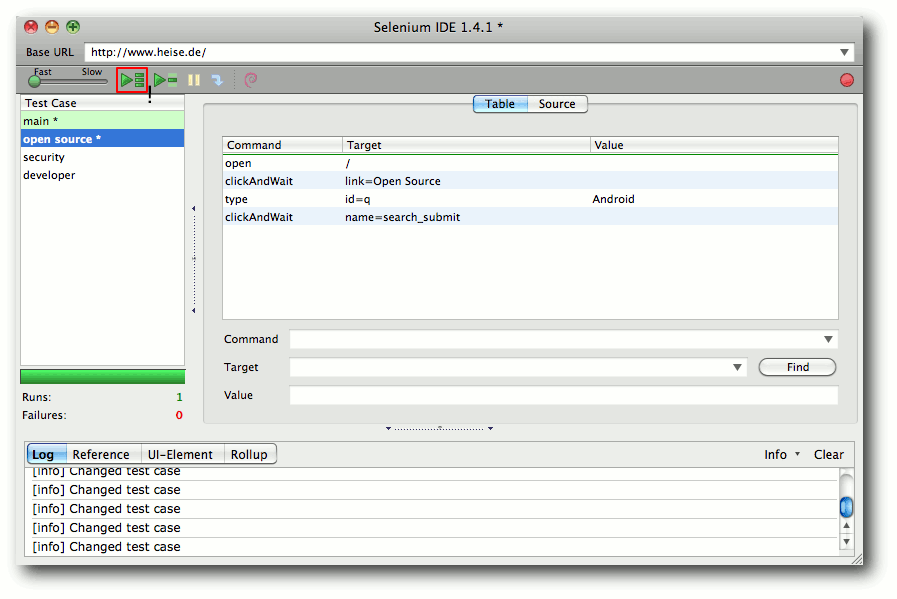 Selenium IDE 1.4.1 *
Base URL http://www.heise.de/
Fast Slow
!
Test Case
main *
open source *
security
developer
Table Source
Command Target Value
open /
clickAndWait link=Open Source
type id=q Android
clickAndWait name=search_submit
Command
Target Find
Value
Runs: 1
Failures: 0
Log Reference UI-Element Rollup Info Clear
[info] Changed test case
[info] Changed test case
[info] Changed test case
[info] Changed test case
[info] Changed test case